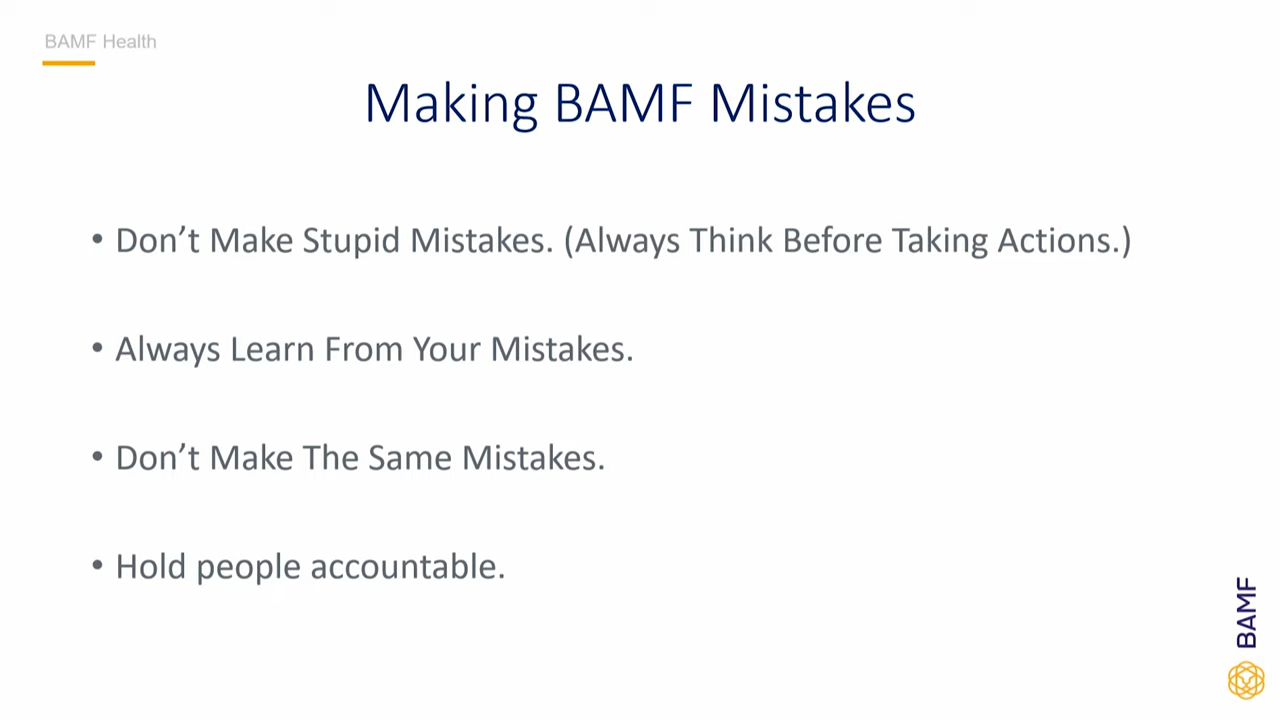 BAMF Health
Making BAMF Mistakes
• Don’t Make Stupid Mistakes. (Always Think Before Taking Actions.)
• Always Learn From Your Mistakes.
• Don’t Make The Same Mistakes.
• Hold people accountable.
BAMF